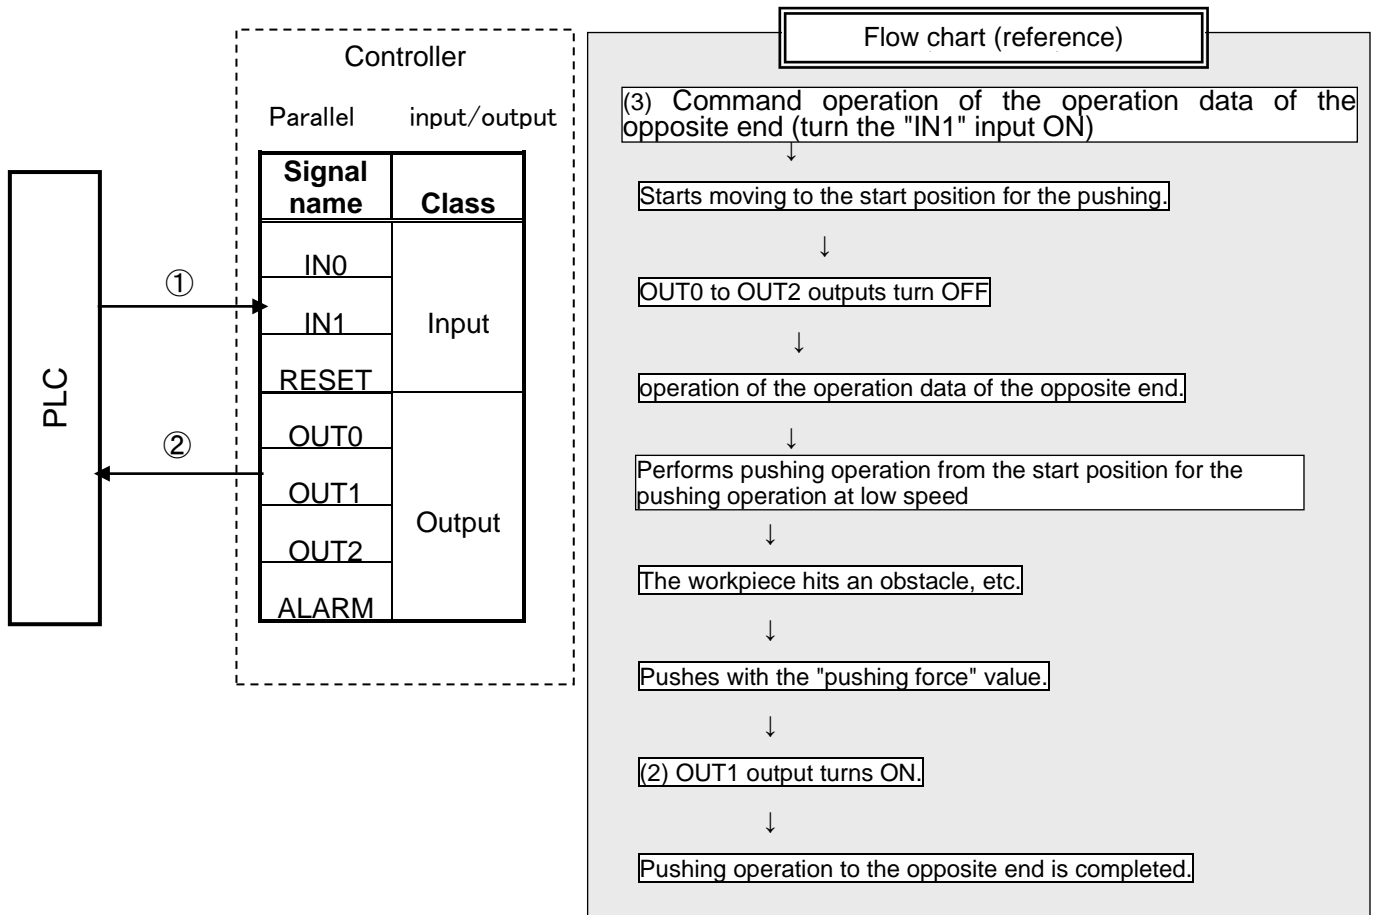 Controller
Parallel input/output
Signal name Class
IN0
IN1
RESET
Input
OUT0
OUT1
OUT2
ALARM
Output
PLC
①
②
Flow chart (reference)
(3) Command operation of the operation data of the
opposite end (turn the "IN1" input ON)
↓
Starts moving to the start position for the pushing.
↓
OUT0 to OUT2 outputs turn OFF
↓
operation of the operation data of the opposite end.
↓
Performs pushing operation from the start position for the
pushing operation at low speed
↓
The workpiece hits an obstacle, etc.
↓
Pushes with the "pushing force" value.
↓
(2) OUT1 output turns ON.
↓
Pushing operation to the opposite end is completed.